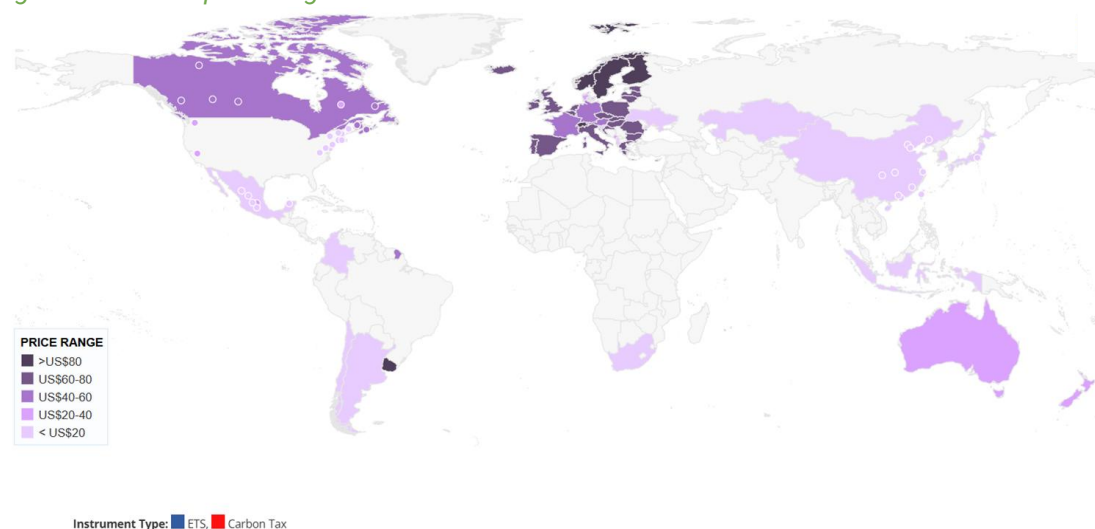 PRICE RANGE
>US$80
US$60-80
US$40-60
US$20-40
< US$20
Instrument Type: ETS, Carbon Tax